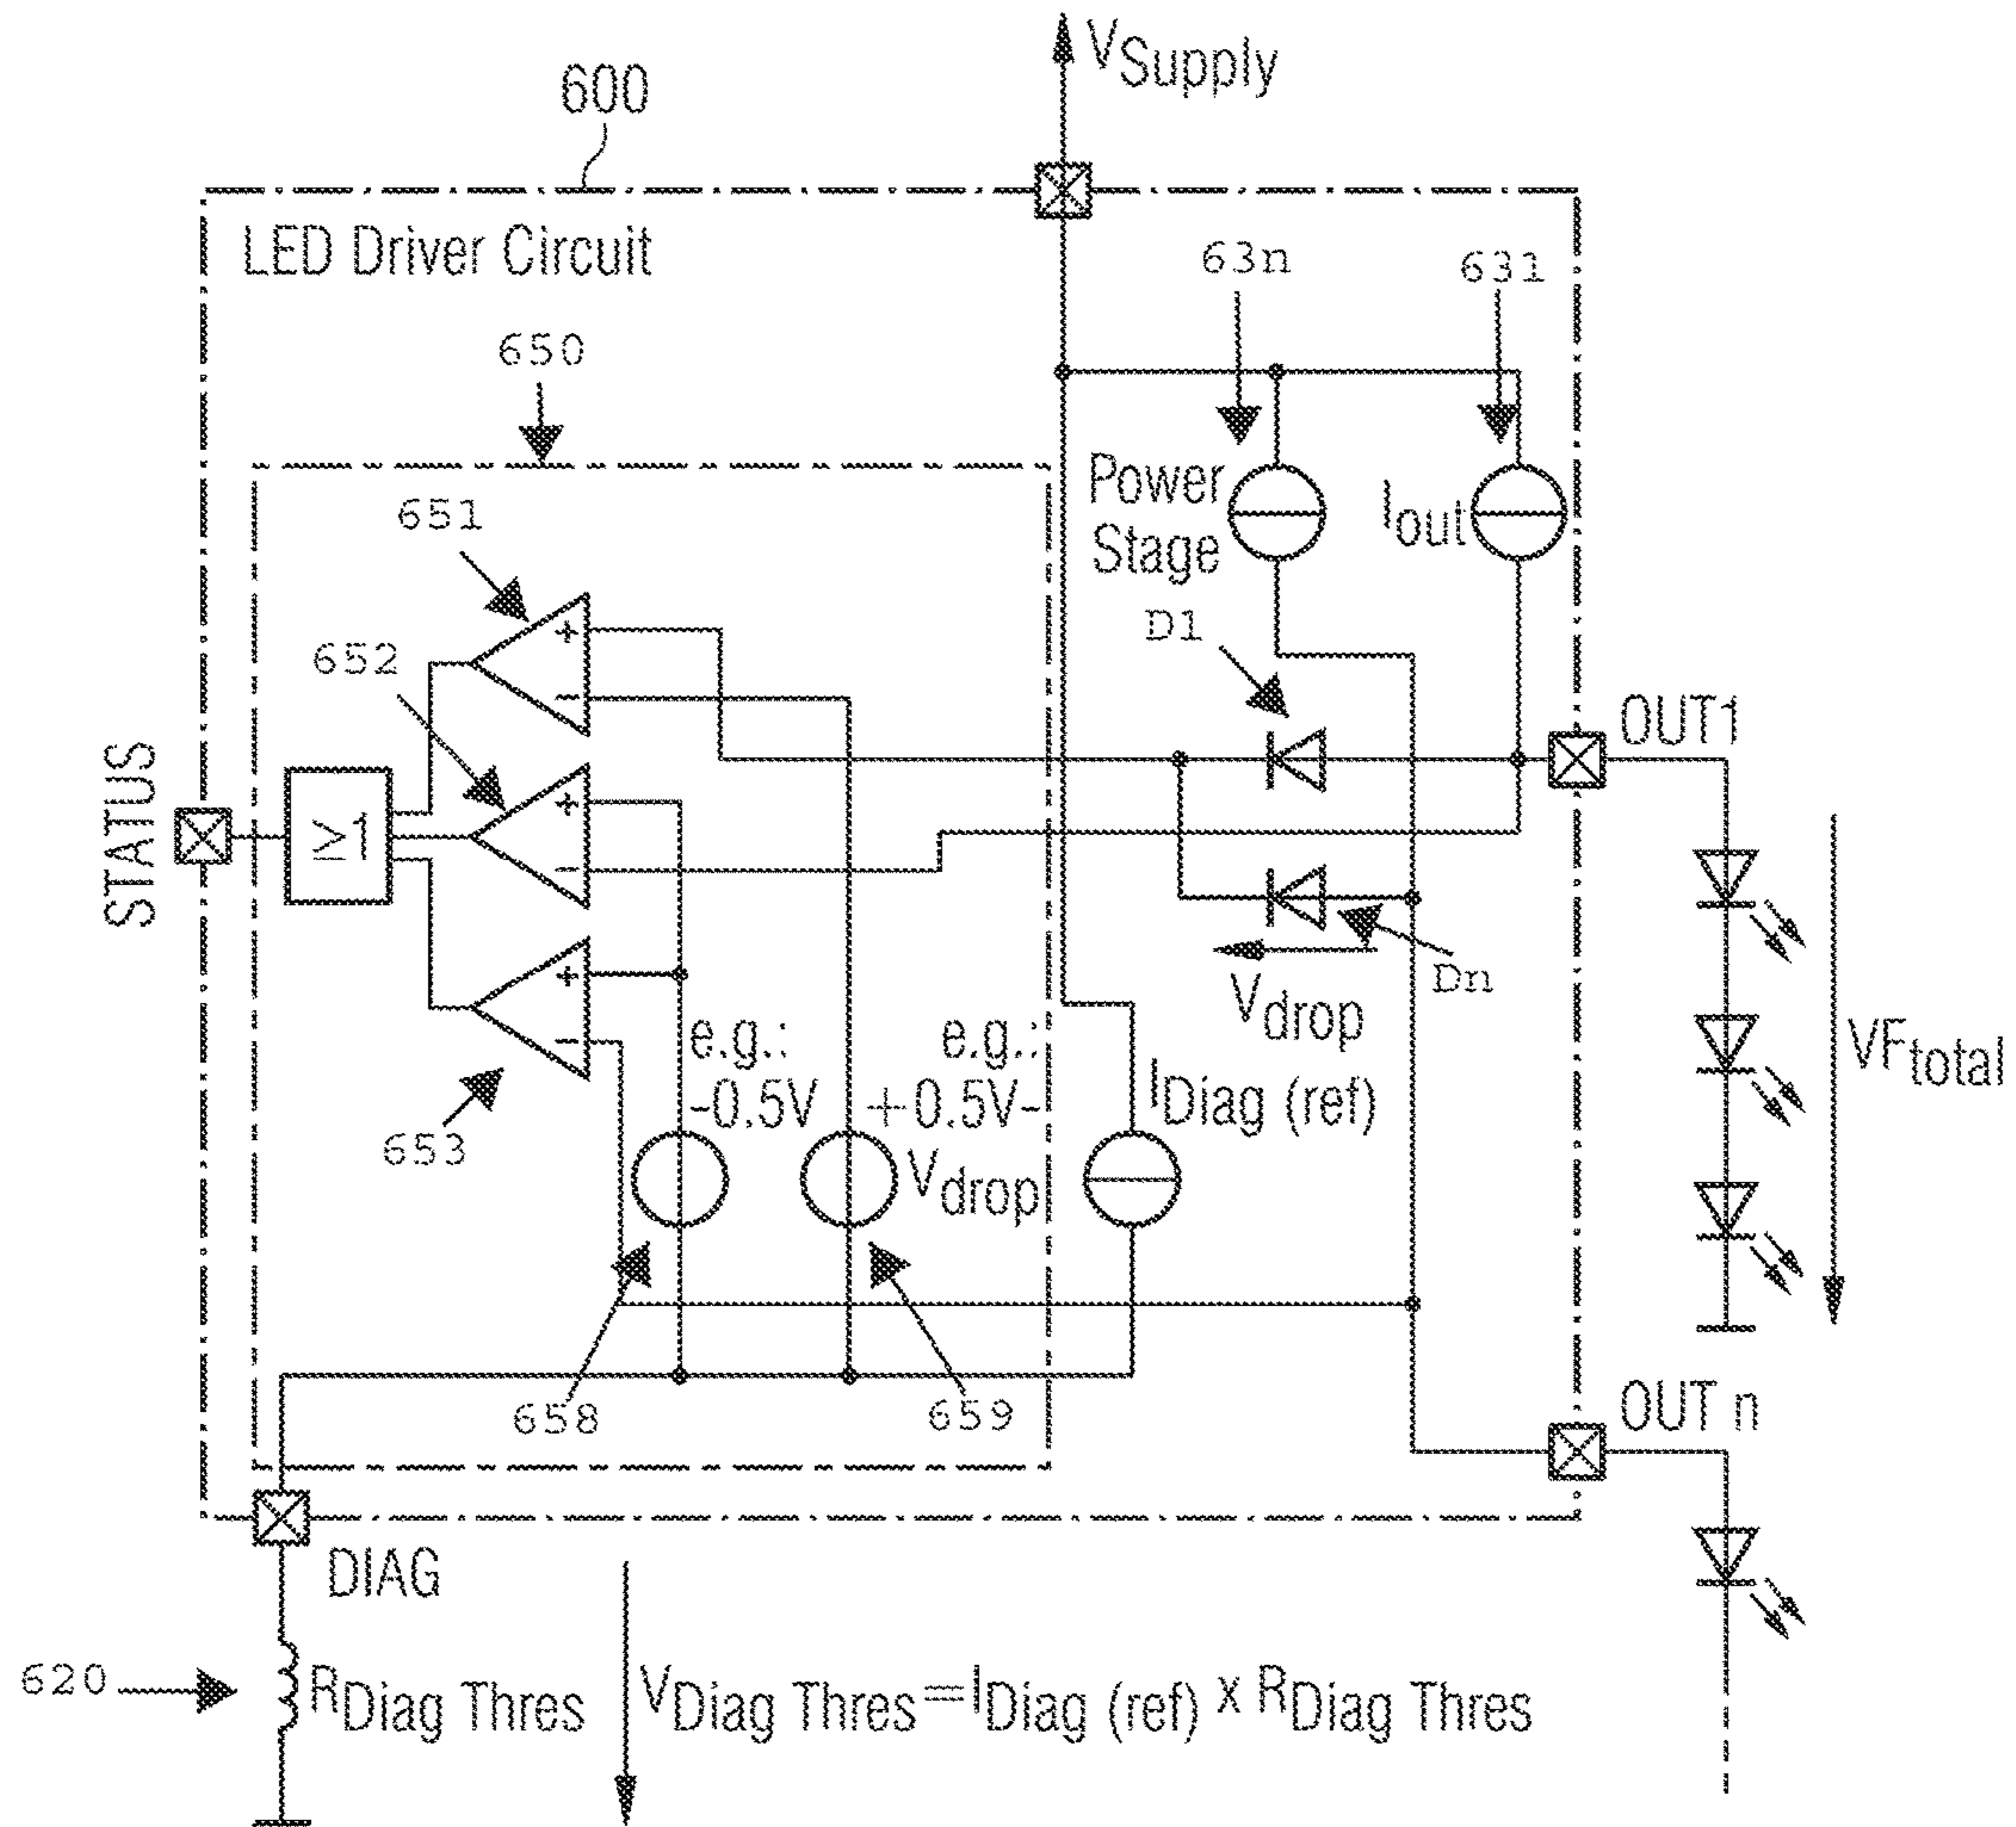 VSupply
600
LED Driver Circuit
63n
631
650
Power
Stage
Iout
651
D1
652
OUT1
STATUS
≥1
+
−
+
−
+
−
Dn
Vdrop
VFtotal
e.g.:
-0.5V
e.g.:
+0.5V-
Vdrop
IDiag (ref)
653
658
659
OUT n
DIAG
620
RDiag Thres
VDiag Thres=IDiag (ref) x RDiag Thres